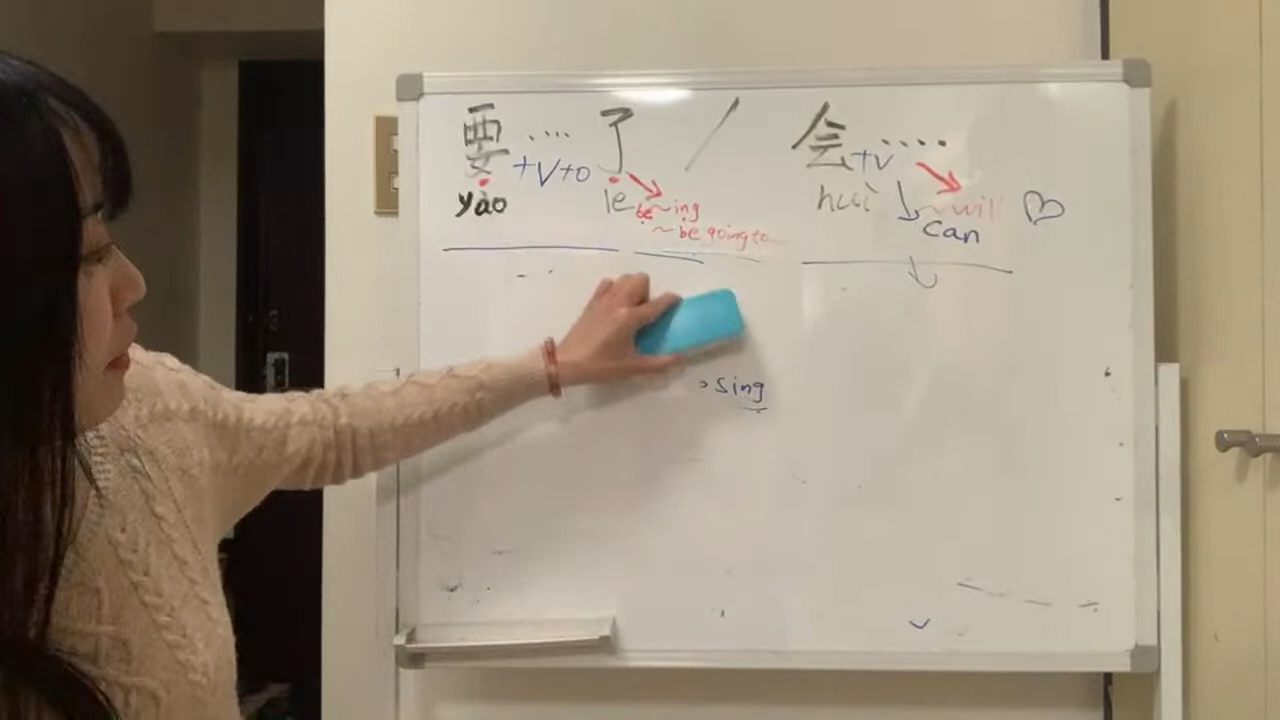 要 .... 了 / 会 ....
+V+o +V
yào le huì
be ~ing ~will
~ be going to... can
>sing